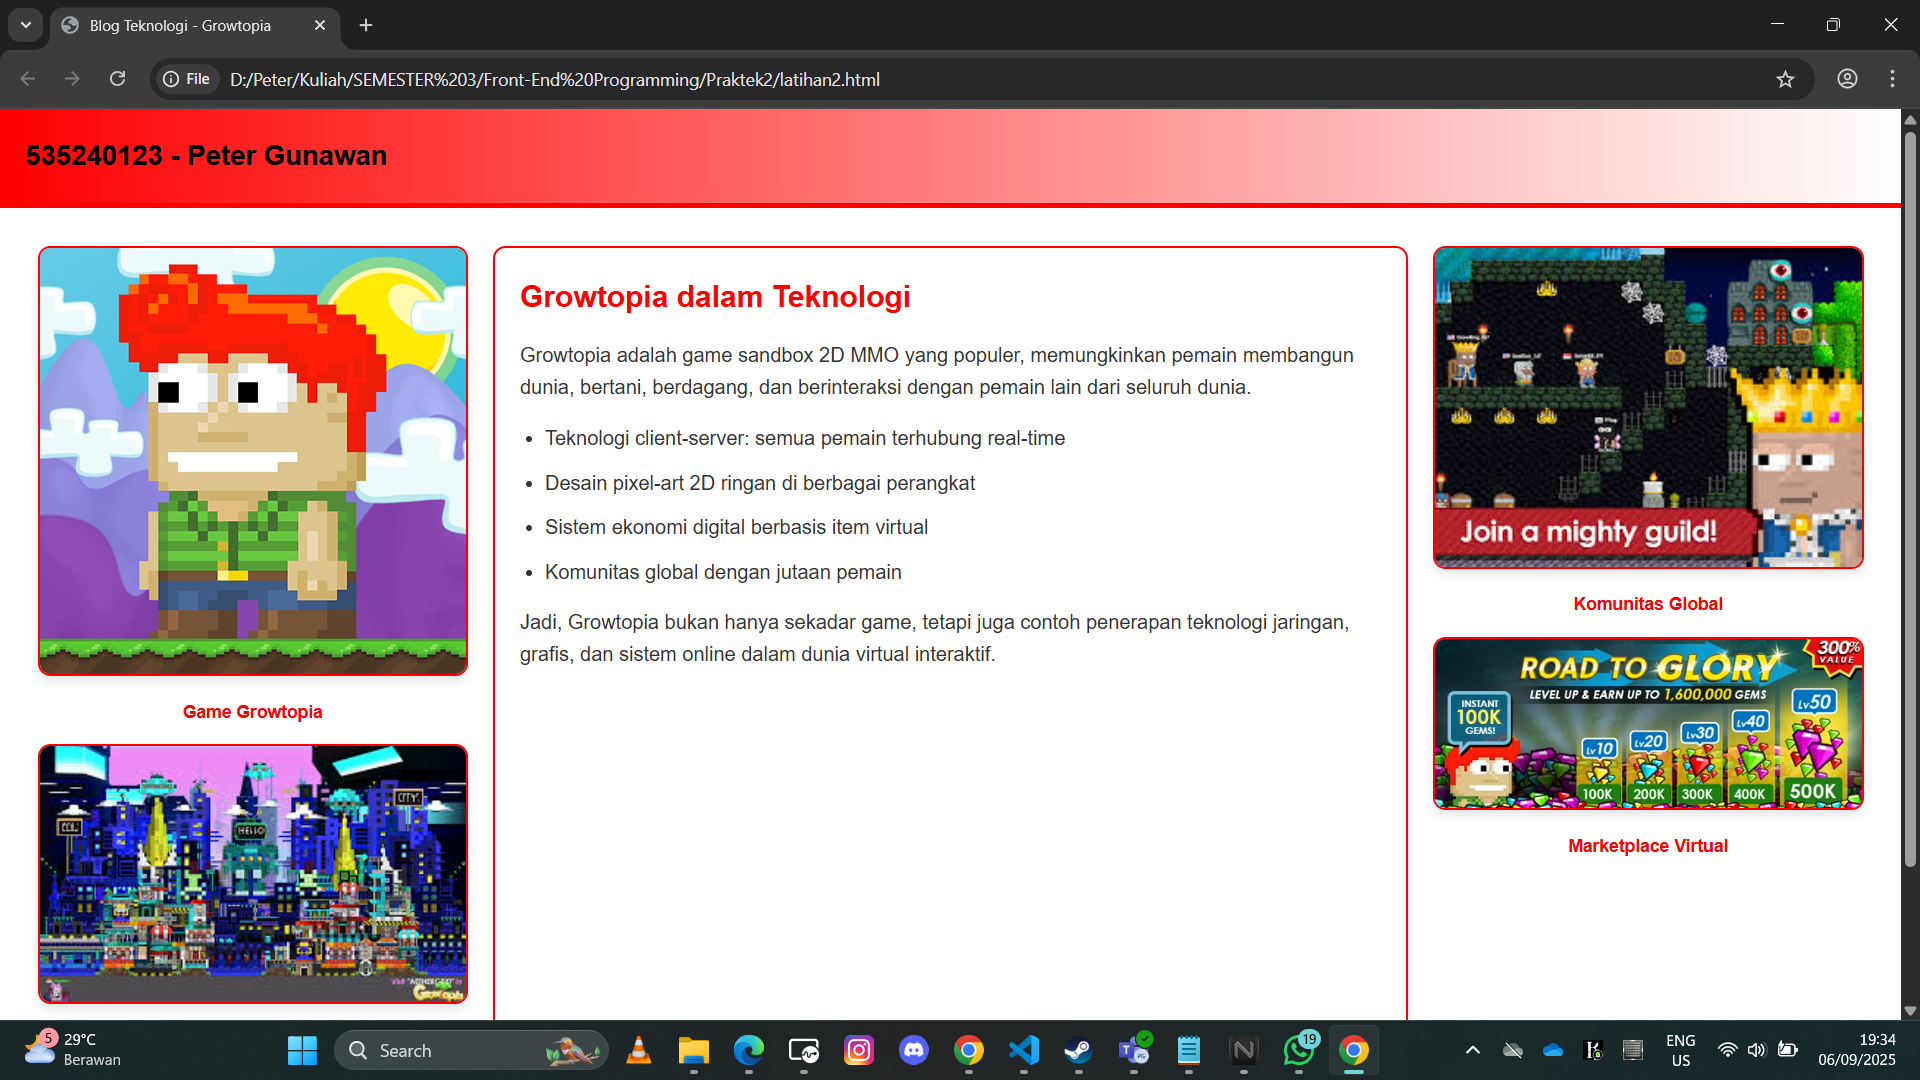 Blog Teknologi - Growtopia
File
D:/Peter/Kuliah/SEMESTER%203/Front-End%20Programming/Praktek2/latihan2.html
535240123 - Peter Gunawan
Growtopia dalam Teknologi
Growtopia adalah game sandbox 2D MMO yang populer, memungkinkan pemain membangun
dunia, bertani, berdagang, dan berinteraksi dengan pemain lain dari seluruh dunia.
Teknologi client-server: semua pemain terhubung real-time
Desain pixel-art 2D ringan di berbagai perangkat
Sistem ekonomi digital berbasis item virtual
Komunitas global dengan jutaan pemain
Jadi, Growtopia bukan hanya sekadar game, tetapi juga contoh penerapan teknologi jaringan,
grafis, dan sistem online dalam dunia virtual interaktif.
Game Growtopia
HELLO
CITY
Growtopia
Join a mighty guild!
Komunitas Global
300%
VALUE
ROAD TO GLORY
LEVEL UP & EARN UP TO 1,600,000 GEMS
INSTANT
100K
GEMS!
Lv10
Lv20
Lv30
Lv40
Lv50
100K
200K
300K
400K
500K
Marketplace Virtual
5
29°C
Berawan
Search
19
ENG
US
19:34
06/09/2025